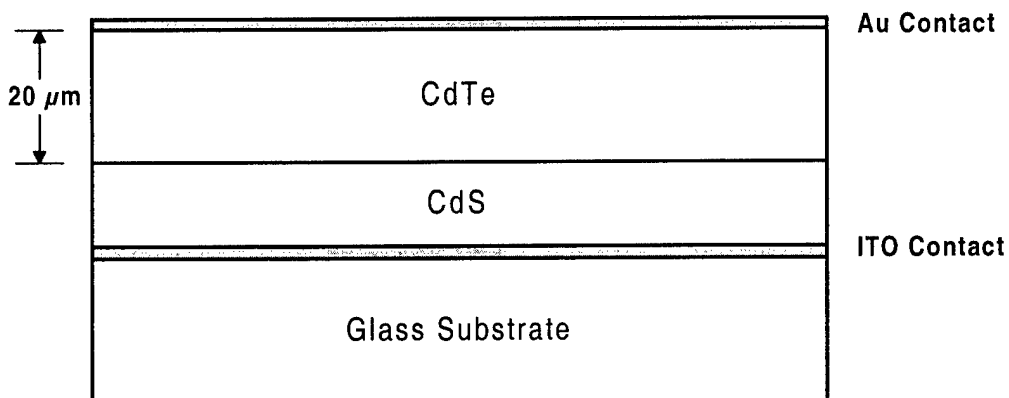 Au Contact
20 µm
CdTe
CdS
ITO Contact
Glass Substrate